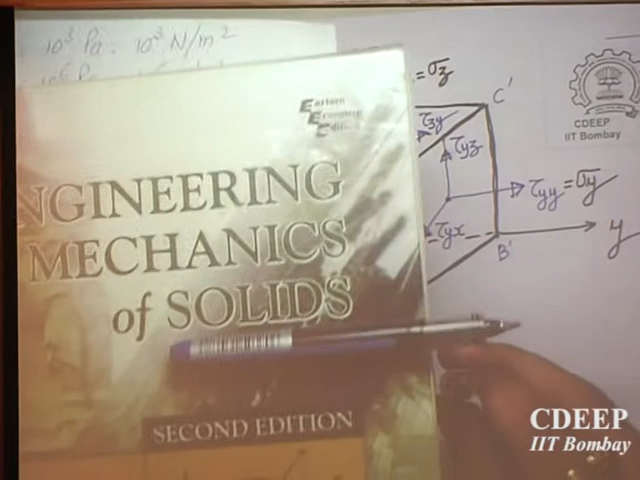 10³ Pa = 10³ N/m²
= σz
C'
τzy
τyz
τyy = σy
τyx
B'
y
Eastern
Economy
Edition
NGINEERING
MECHANICS
of SOLIDS
SECOND EDITION
CDEEP
IIT Bombay
CDEEP
IIT Bombay